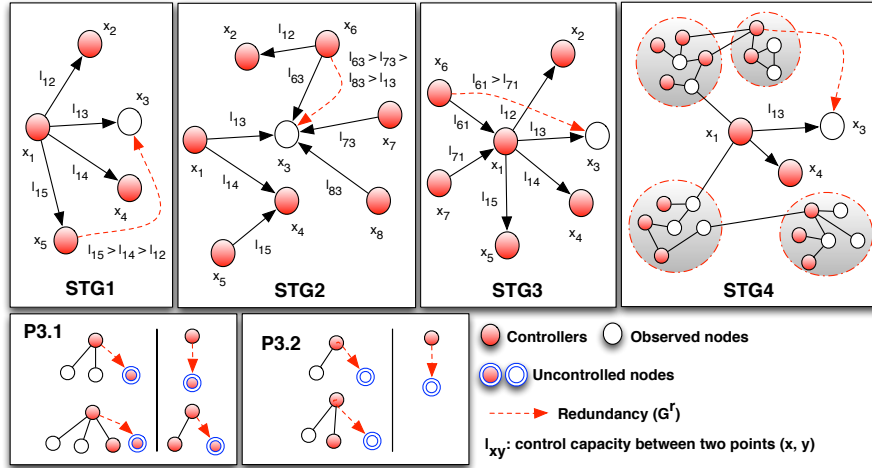 x2
l12
l13
x3
x1
l14
l15
x4
x5
l15>l14>l12
STG1
x6
x2
l12
l63>l73>
l83>l13
l63
l13
x3
l73
x7
x1
l14
l83
x4
x8
l15
x5
STG2
x2
x6
l61>l71
l12
l61
l13
x1
x3
l71
l15
l14
x7
x4
x5
STG3
x1
l13
x3
x4
STG4
P3.1
P3.2
Controllers
Observed nodes
Uncontrolled nodes
Redundancy (Gr)
lxy: control capacity between two points (x, y)